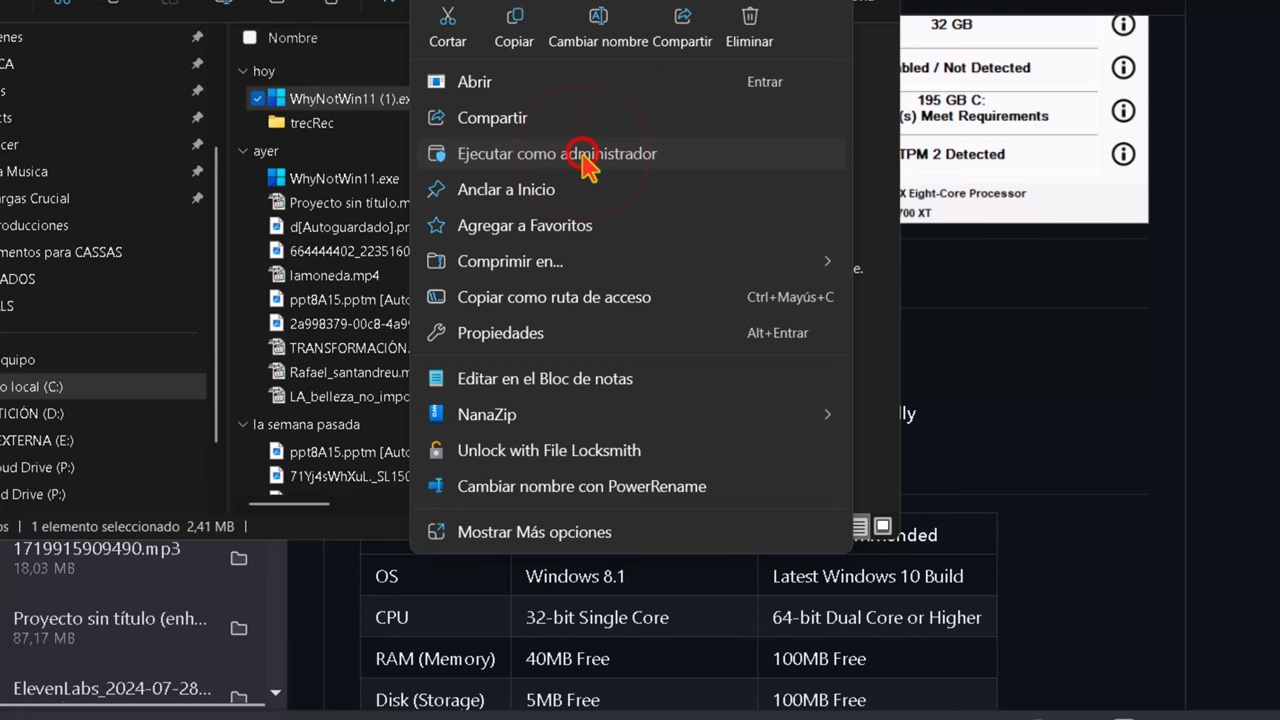 Cortar
Copiar
Cambiar nombre
Compartir
Eliminar
Abrir
Entrar
Compartir
Ejecutar como administrador
Anclar a Inicio
Agregar a Favoritos
Comprimir en...
Copiar como ruta de acceso
Ctrl+Mayús+C
Propiedades
Alt+Entrar
Editar en el Bloc de notas
NanaZip
Unlock with File Locksmith
Cambiar nombre con PowerRename
Mostrar Más opciones
enes
CA
s
cts
cer
a Musica
rgas Crucial
roducciones
mentos para CASSAS
ADOS
LS
quipo
o local (C:)
TICIÓN (D:)
EXTERNA (E:)
oud Drive (P:)
d Drive (P:)
os
1 elemento seleccionado 2,41 MB
Nombre
hoy
WhyNotWin11 (1).ex
trecRec
ayer
WhyNotWin11.exe
Proyecto sin título.m
d[Autoguardado].pr
664444402_2235160
lamoneda.mp4
ppt8A15.pptm [Auto
2a998379-00c8-4a99
TRANSFORMACIÓN.
Rafael_santandreu.m
LA_belleza_no_impo
la semana pasada
ppt8A15.pptm [Auto
71Yj4sWhXuL._SL150
1719915909490.mp3
18,03 MB
Proyecto sin título (enh...
87,17 MB
ElevenLabs_2024-07-28...
32 GB
bled / Not Detected
195 GB C:
(s) Meet Requirements
TPM 2 Detected
X Eight-Core Processor
700 XT
e.
lly
mmended
OS
Windows 8.1
Latest Windows 10 Build
CPU
32-bit Single Core
64-bit Dual Core or Higher
RAM (Memory)
40MB Free
100MB Free
Disk (Storage)
5MB Free
100MB Free